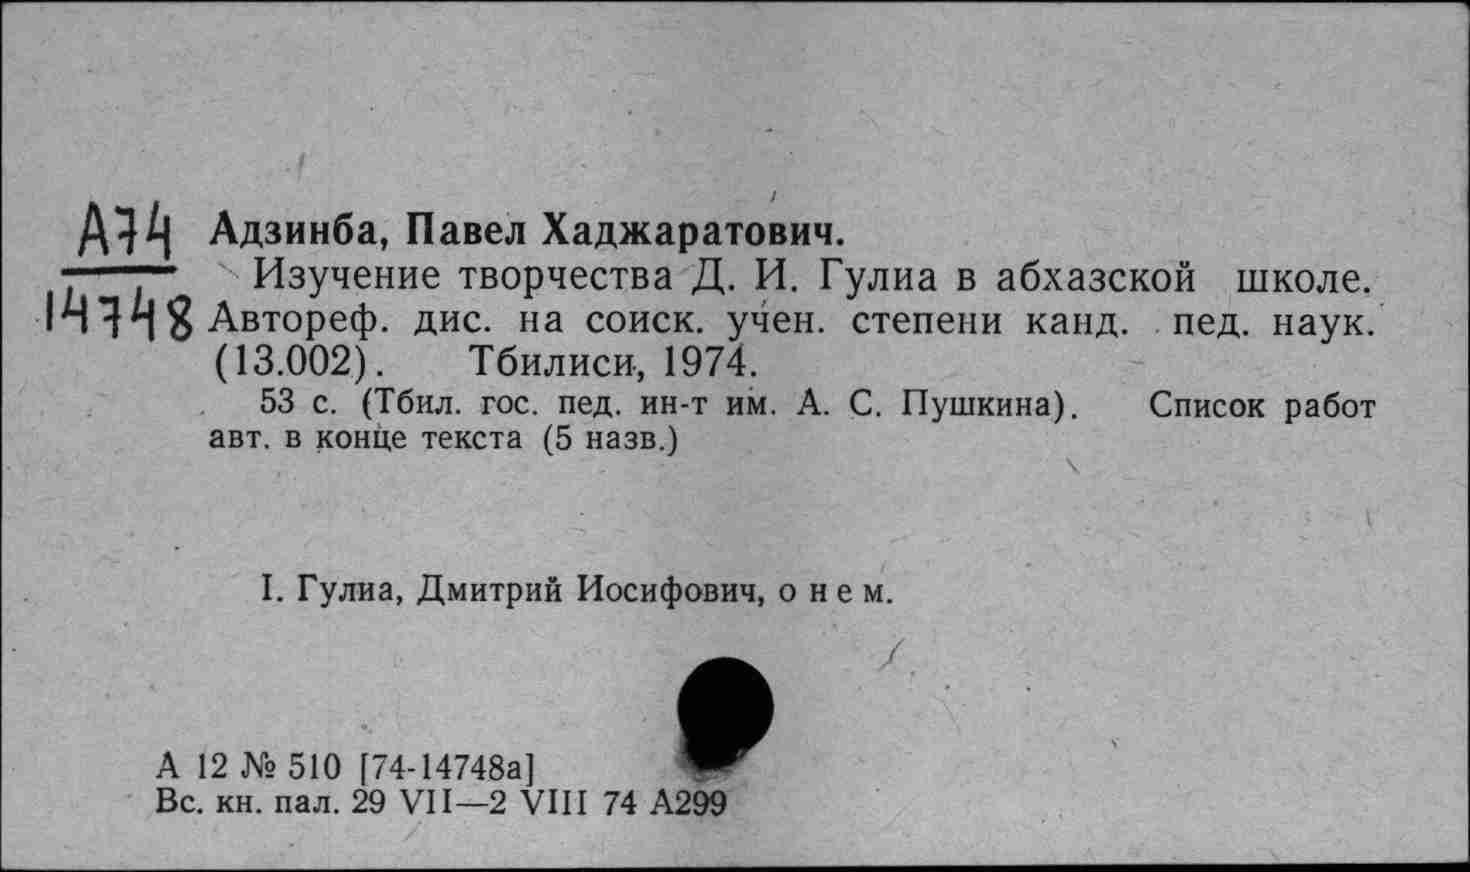 А74
14748
Адзинба, Павел Хаджаратович.
Изучение творчества Д. И. Гулиа в абхазской школе.
Автореф. дис. на соиск. учен. степени канд. пед. наук.
(13.002). Тбилиси, 1974.
53 с. (Тбил. гос. пед. ин-т им. А. С. Пушкина). Список работ
авт. в конце текста (5 назв.)
I. Гулиа, Дмитрий Иосифович, о н е м.
А 12 № 510 [74-14748а]
Вс. кн. пал. 29 VII—2 VIII 74 А299